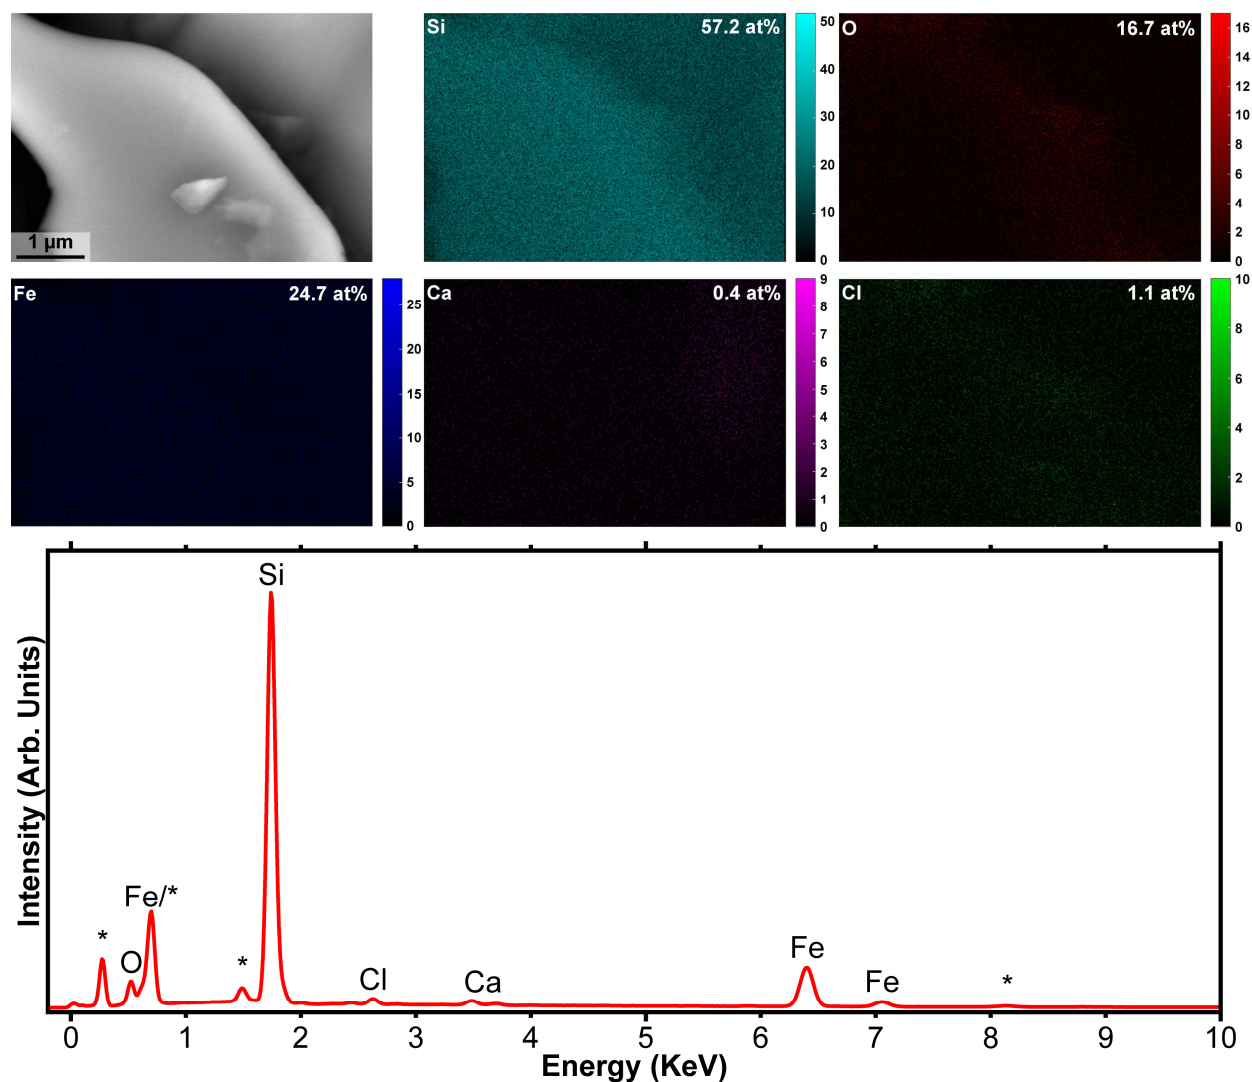 1 µm
Si 57.2 at%
50
40
30
20
10
0
O 16.7 at%
16
14
12
10
8
6
4
2
0
Fe 24.7 at%
25
20
15
10
5
0
Ca 0.4 at%
9
8
7
6
5
4
3
2
1
0
Cl 1.1 at%
10
8
6
4
2
0
Intensity (Arb. Units)
*
O
Fe/*
*
Si
Cl
Ca
Fe
Fe
*
0 1 2 3 4 5 6 7 8 9 10
Energy (KeV)